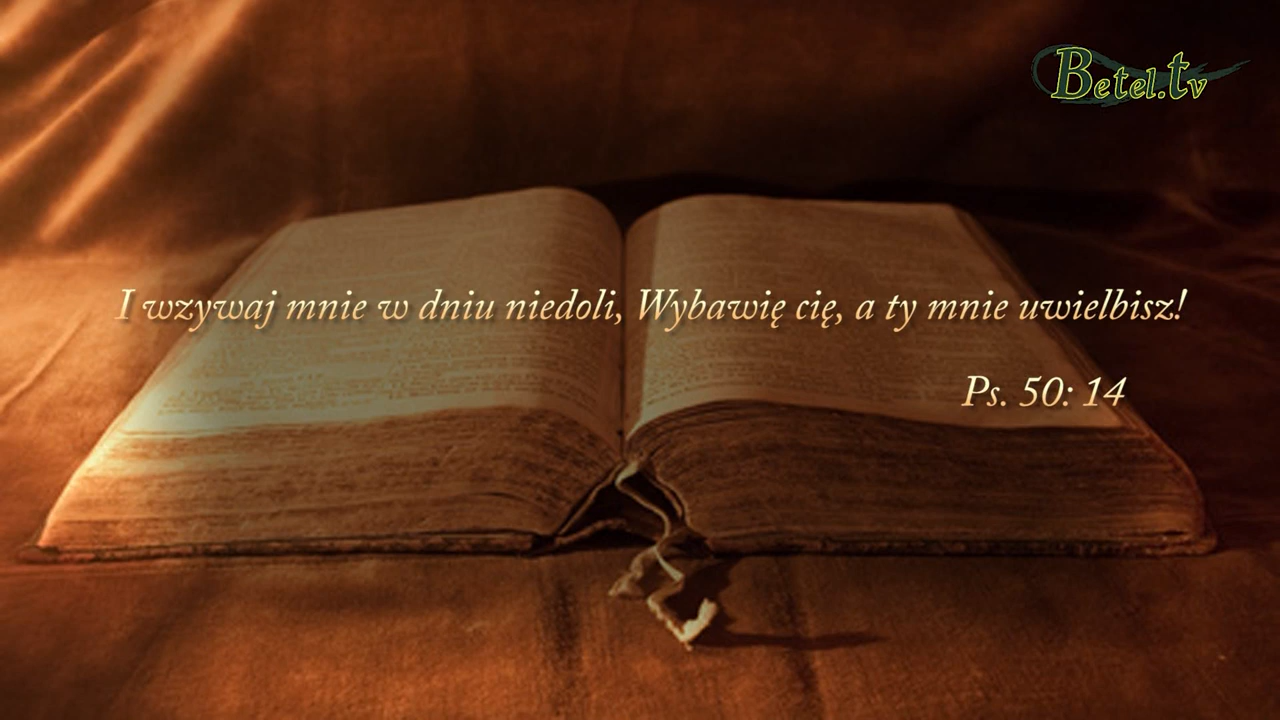 Betel.tv
I wzywaj mnie w dniu niedoli, Wybawię cię, a ty mnie uwielbisz!
Ps. 50: 14